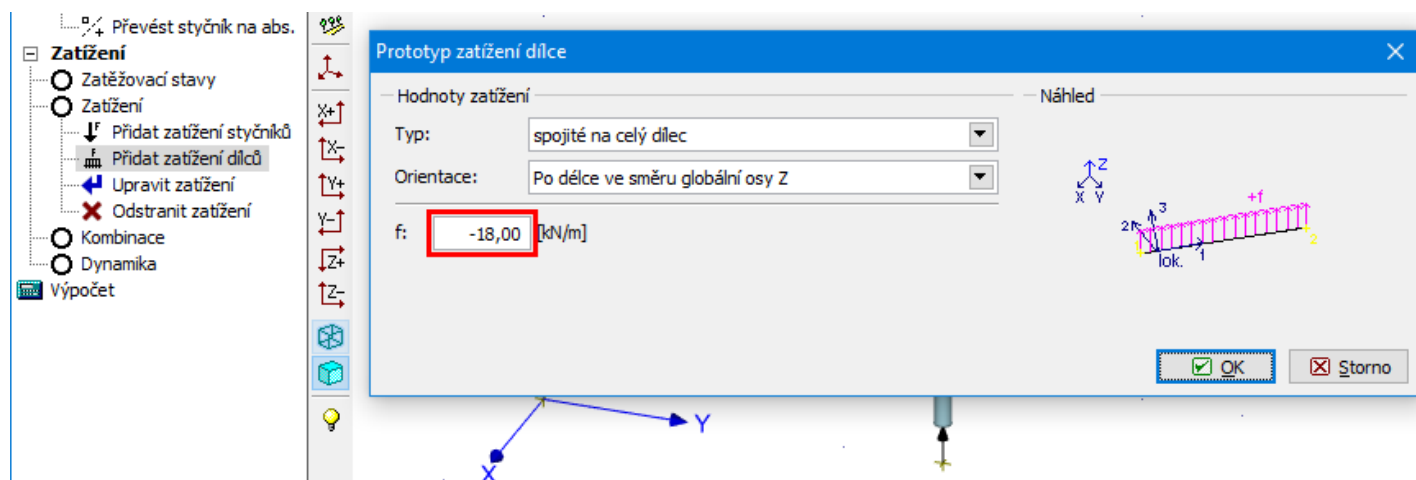 Převést styčník na abs.
Zatížení
Zatěžovací stavy
Zatížení
Přidat zatížení styčníků
Přidat zatížení dílců
Upravit zatížení
Odstranit zatížení
Kombinace
Dynamika
Výpočet
X+
X-
Y+
Y-
Z+
Z-
Prototyp zatížení dílce
Hodnoty zatížení
Typ: spojité na celý dílec
Orientace: Po délce ve směru globální osy Z
f: -18,00 [kN/m]
Náhled
Z
X Y
+f
3
2
1
2
lok. 1
OK Storno
Y
X